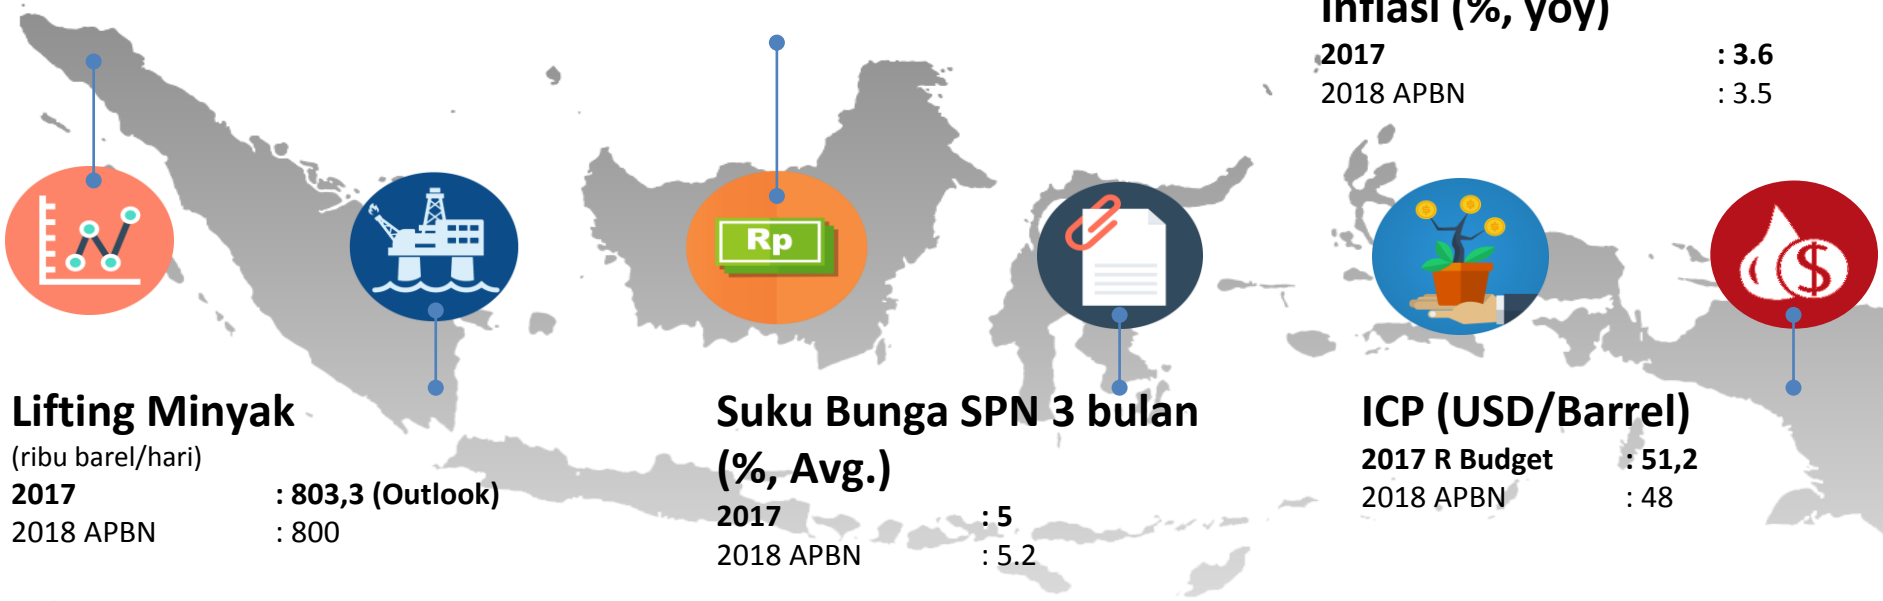 Inflasi (%, yoy)
2017 : 3.6
2018 APBN : 3.5
Rp
Lifting Minyak
(ribu barel/hari)
2017 : 803,3 (Outlook)
2018 APBN : 800
Suku Bunga SPN 3 bulan
(%, Avg.)
2017 : 5
2018 APBN : 5.2
ICP (USD/Barrel)
2017 R Budget : 51,2
2018 APBN : 48
$